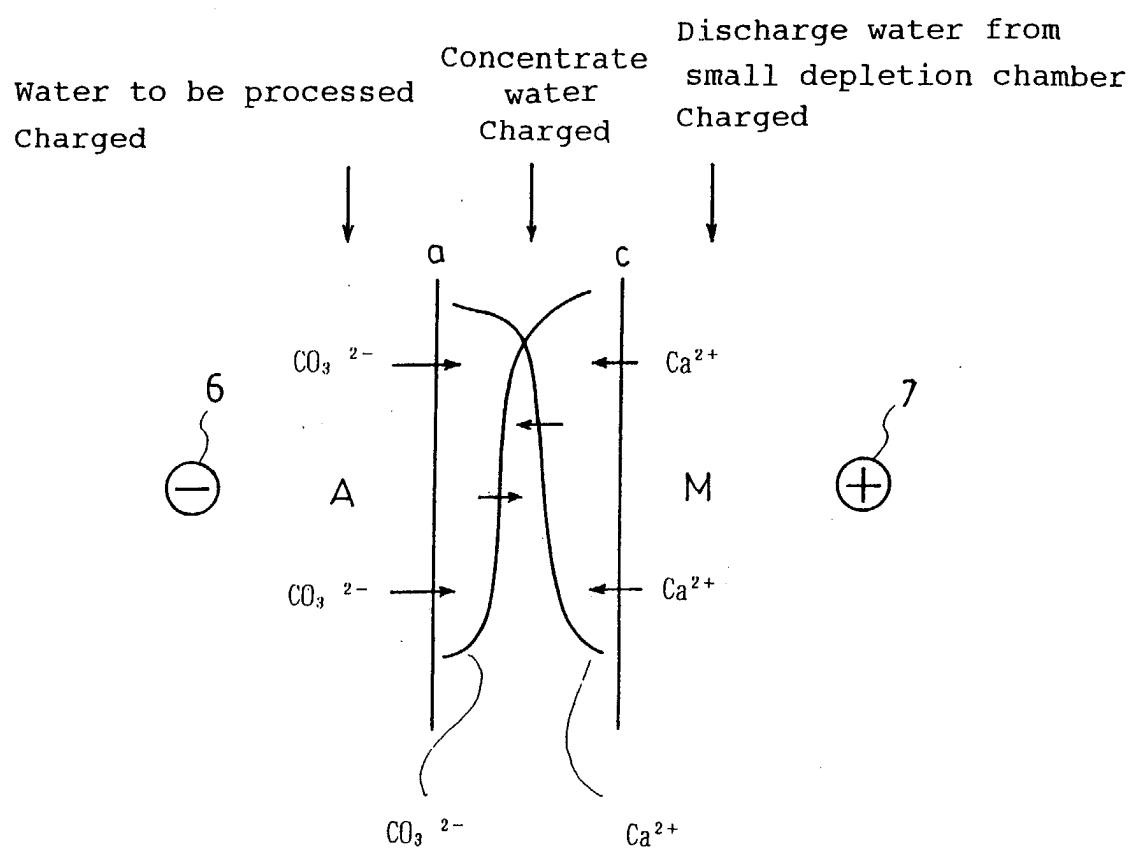 Water to be processed
Charged
Concentrate
water
Charged
Discharge water from
small depletion chamber
Charged
a
c
CO₃ ²⁻
Ca²⁺
6
7
−
A
M
+
CO₃ ²⁻
Ca²⁺
CO₃ ²⁻
Ca²⁺